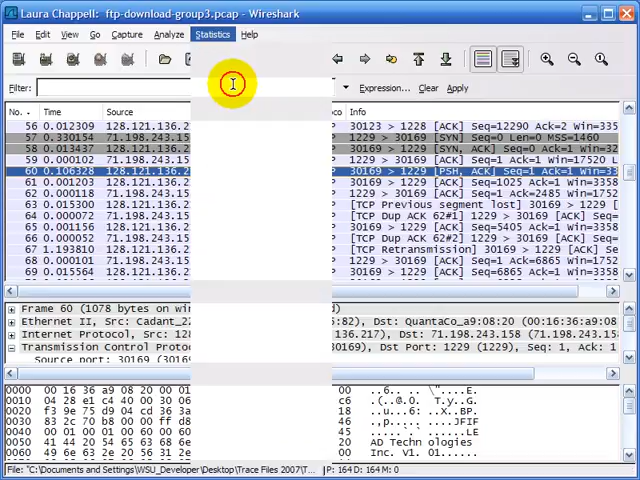 Laura Chappell: ftp-download-group3.pcap - Wireshark
File Edit View Go Capture Analyze Statistics Help
Filter: Expression... Clear Apply
No. Time Source oco Info
56 0.012309 128.121.136.2 P 30123 > 1228 [ACK] Seq=12290 Ack=2 Win=335
57 0.330154 71.198.243.15 P 1229 > 30169 [SYN] Seq=0 Len=0 MSS=1460
58 0.013437 128.121.136.2 P 30169 > 1229 [SYN, ACK] Seq=0 Ack=1 Win=33
59 0.000102 71.198.243.15 P 1229 > 30169 [ACK] Seq=1 Ack=1 Win=17520 L
60 0.106328 128.121.136.2 P 30169 > 1229 [PSH, ACK] Seq=1 Ack=1 Win=33
61 0.001203 128.121.136.2 P 30169 > 1229 [ACK] Seq=1025 Ack=1 Win=3358
62 0.000118 71.198.243.15 P 1229 > 30169 [ACK] Seq=1 Ack=2485 Win=1752
63 0.015300 128.121.136.2 P [TCP Previous segment lost] 30169 > 1229 [
64 0.000072 71.198.243.15 P [TCP Dup ACK 62#1] 1229 > 30169 [ACK] Seq=
65 0.001156 128.121.136.2 P 30169 > 1229 [ACK] Seq=5405 Ack=1 Win=3358
66 0.000052 71.198.243.15 P [TCP Dup ACK 62#2] 1229 > 30169 [ACK] Seq=
67 1.193810 128.121.136.2 P [TCP Retransmission] 30169 > 1229 [ACK] Se
68 0.000101 71.198.243.15 P 1229 > 30169 [ACK] Seq=1 Ack=6865 Win=1752
69 0.015564 128.121.136.2 P 30169 > 1229 [ACK] Seq=6865 Ack=1 Win=3358
Frame 60 (1078 bytes on wi
Ethernet II, Src: Cadant_22 5:82), Dst: QuantaCo_a9:08:20 (00:16:36:a9:08:20)
Internet Protocol, Src: 128 36.217), Dst: 71.198.243.158 (71.198.243.158)
Transmission Control Protoc 30169), Dst Port: 1229 (1229), Seq: 1, Ack:
Source port: 30169 (3016
0000 00 16 36 a9 08 20 00 01
0010 04 28 e1 c4 40 00 30 06
0020 f3 9e 75 d9 04 cd 36 3a
0030 83 2c 70 b8 00 00 ff d8
0040 00 01 00 00 01 00 60 00
0050 41 44 20 54 65 63 68 6e
0060 49 6e 63 2e 20 56 31 2e
File: "C:\Documents and Settings\WSU_Developer\Desktop\Trace Files 2007\T... P: 164 D: 164 M: 0